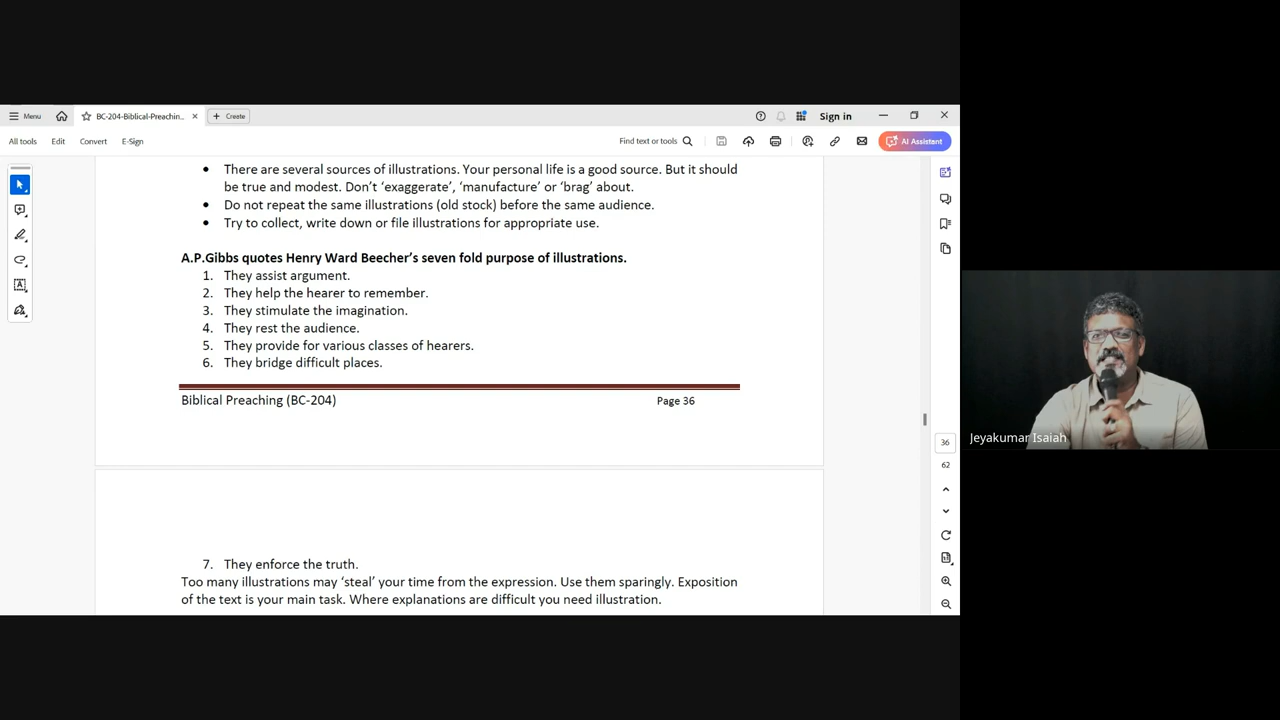 Menu
BC-204-Biblical-Preachin...
Create
Sign in
All tools
Edit
Convert
E-Sign
Find text or tools
AI Assistant
• There are several sources of illustrations. Your personal life is a good source. But it should
be true and modest. Don't 'exaggerate', 'manufacture' or 'brag' about.
• Do not repeat the same illustrations (old stock) before the same audience.
• Try to collect, write down or file illustrations for appropriate use.
A.P.Gibbs quotes Henry Ward Beecher's seven fold purpose of illustrations.
1. They assist argument.
2. They help the hearer to remember.
3. They stimulate the imagination.
4. They rest the audience.
5. They provide for various classes of hearers.
6. They bridge difficult places.
Biblical Preaching (BC-204) Page 36
7. They enforce the truth.
Too many illustrations may 'steal' your time from the expression. Use them sparingly. Exposition
of the text is your main task. Where explanations are difficult you need illustration.
36
62
Jeyakumar Isaiah